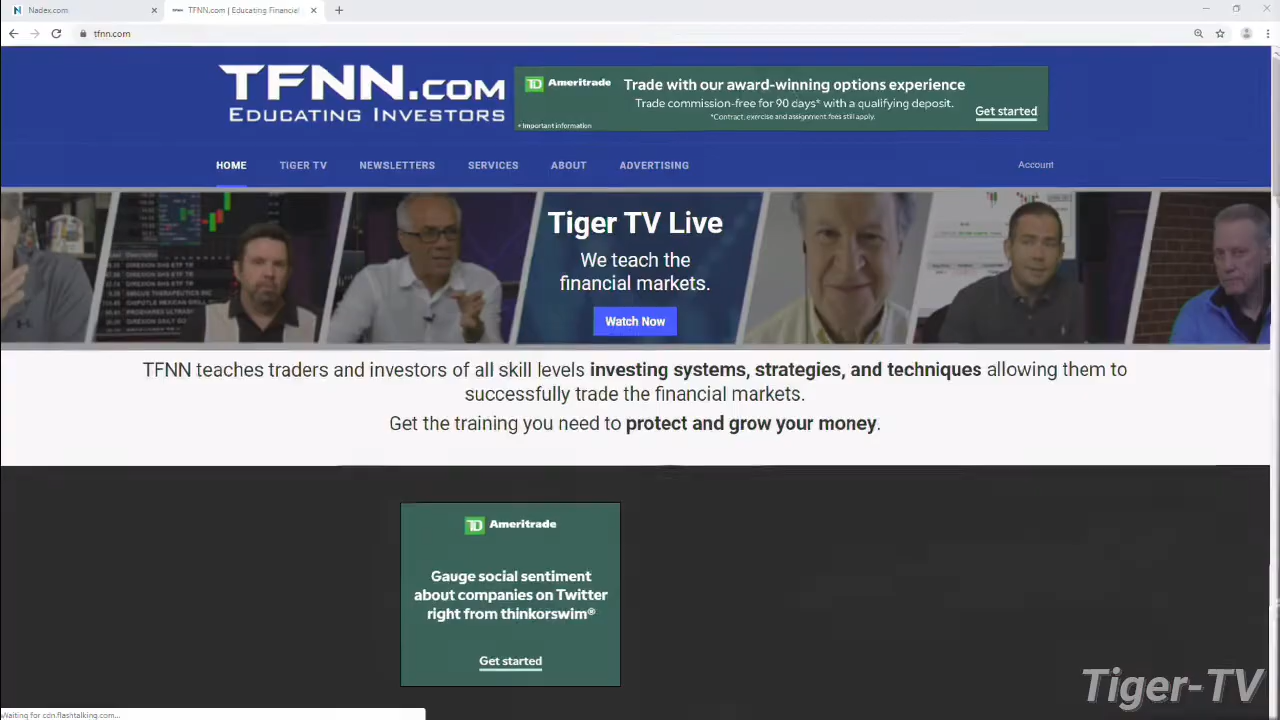 Nadex.com
TFNN.com | Educating Financial
tfnn.com
TFNN.COM
EDUCATING INVESTORS
TD Ameritrade
Trade with our award-winning options experience
Trade commission-free for 90 days* with a qualifying deposit.
*Contract, exercise and assignment fees still apply.
Get started
+ Important information
HOME
TIGER TV
NEWSLETTERS
SERVICES
ABOUT
ADVERTISING
Account
Tiger TV Live
We teach the
financial markets.
Watch Now
TFNN teaches traders and investors of all skill levels investing systems, strategies, and techniques allowing them to
successfully trade the financial markets.
Get the training you need to protect and grow your money.
TD Ameritrade
Gauge social sentiment
about companies on Twitter
right from thinkorswim®
Get started
Tiger-TV
Waiting for cdn.flashtalking.com...